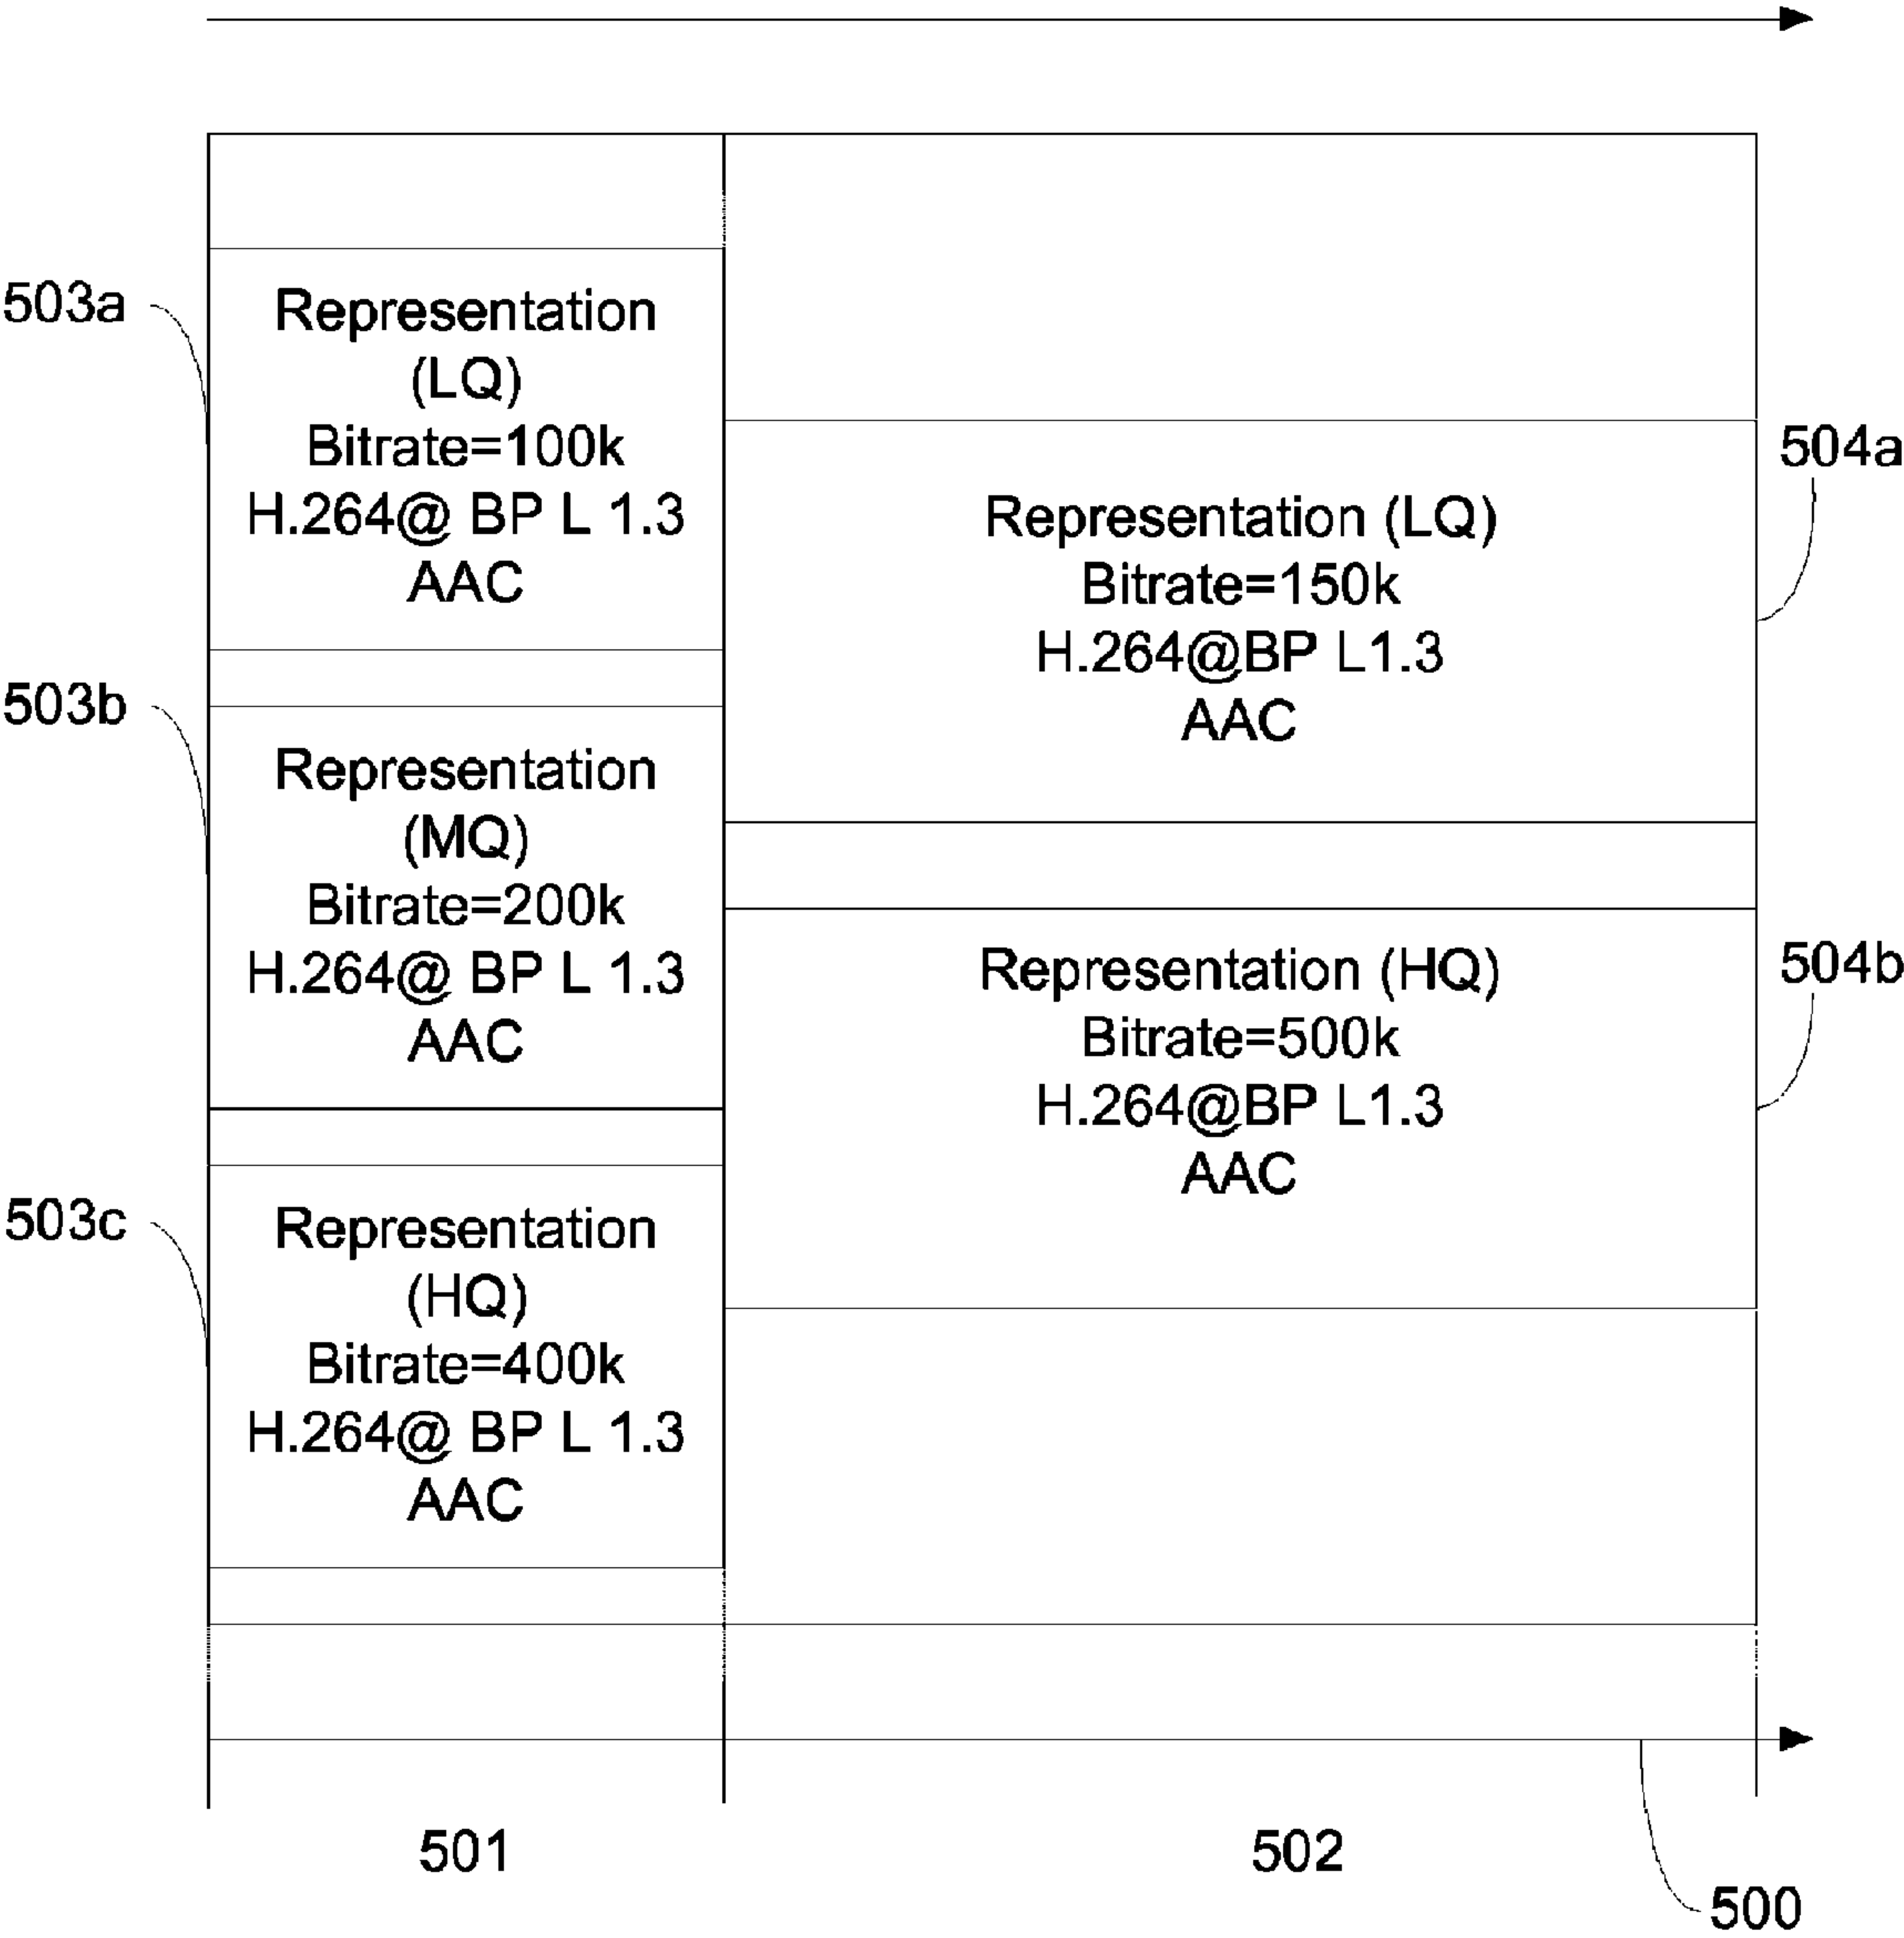 503a
Representation
(LQ)
Bitrate=100k
H.264@ BP L 1.3
AAC
503b
Representation
(MQ)
Bitrate=200k
H.264@ BP L 1.3
AAC
503c
Representation
(HQ)
Bitrate=400k
H.264@ BP L 1.3
AAC
504a
Representation (LQ)
Bitrate=150k
H.264@BP L1.3
AAC
504b
Representation (HQ)
Bitrate=500k
H.264@BP L1.3
AAC
501
502
500